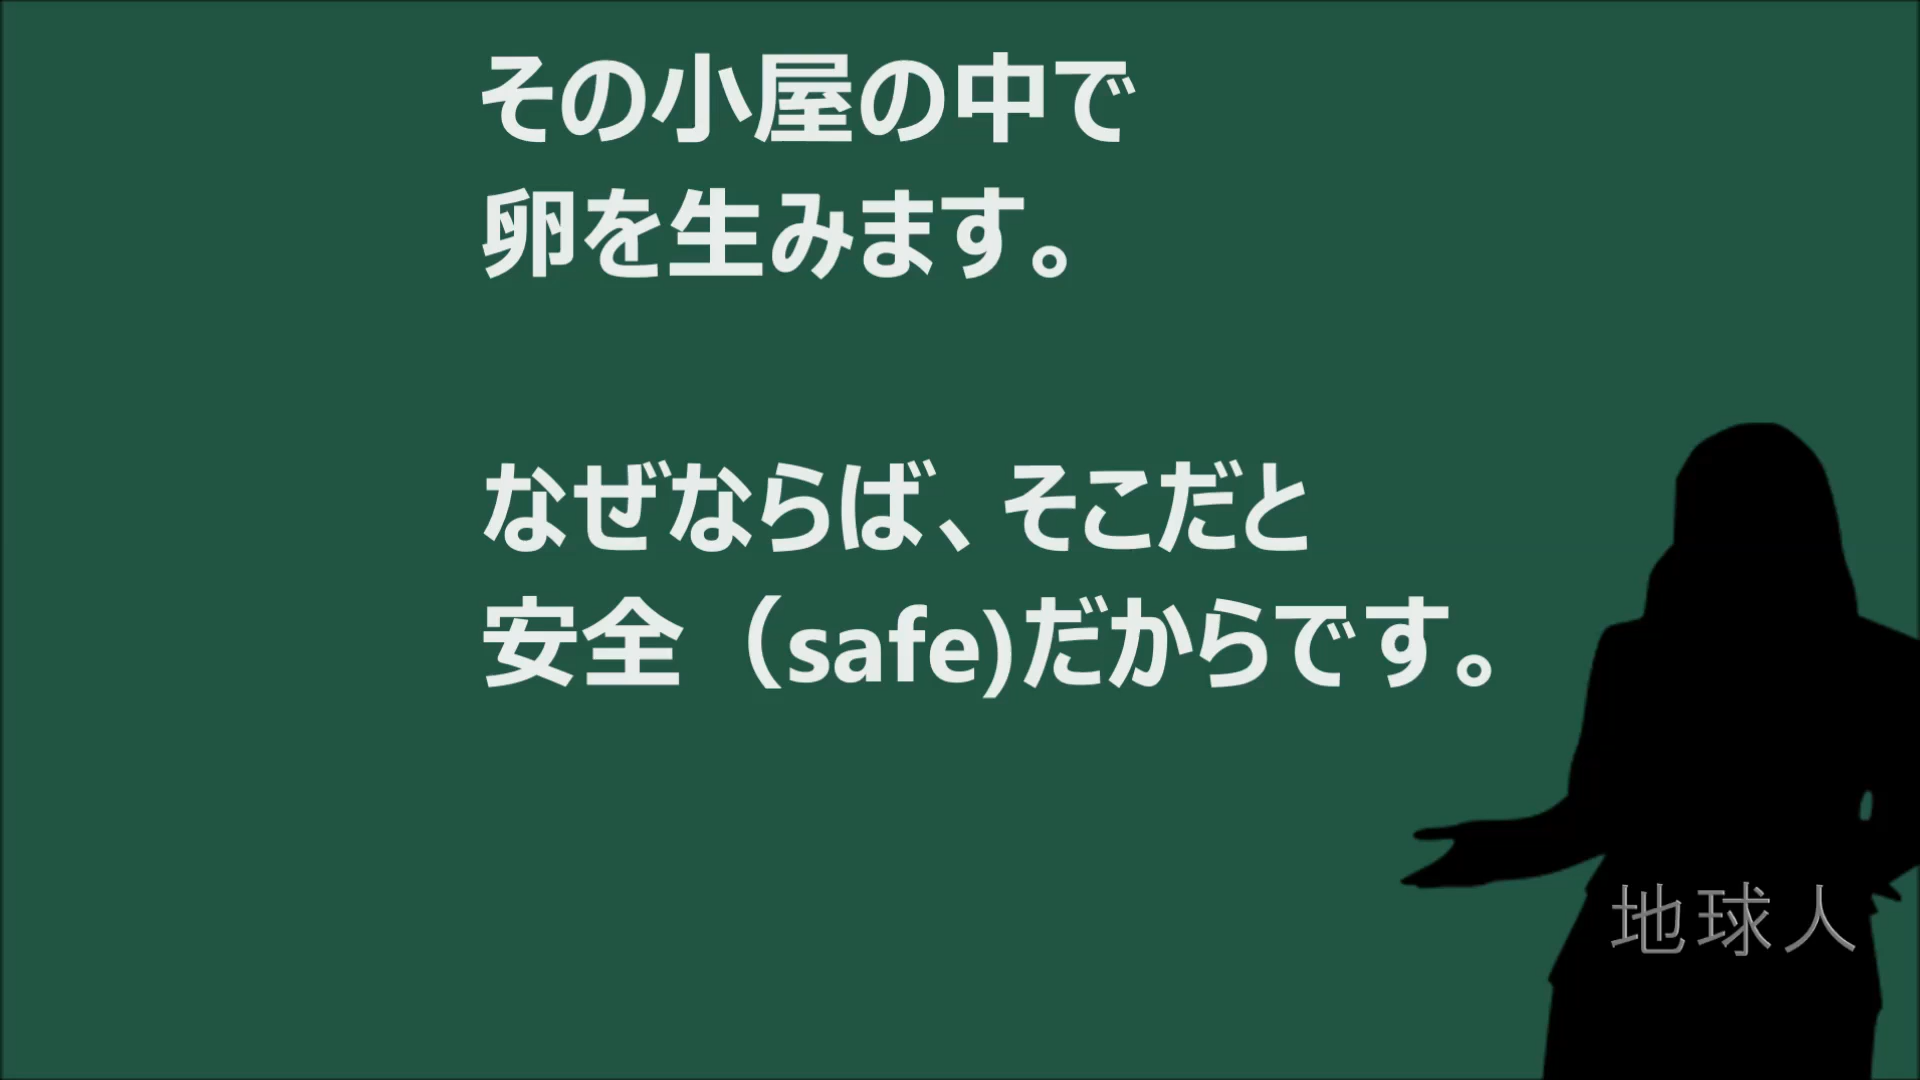 その小屋の中で
卵を生みます。
なぜならば、そこだと
安全（safe)だからです。
地球人